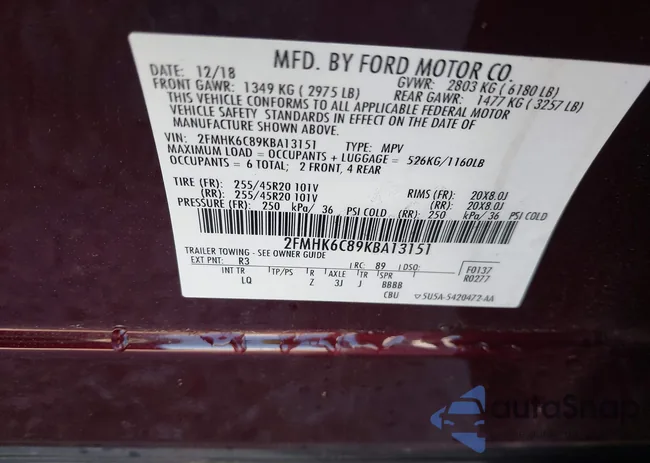 MFD. BY FORD MOTOR CO.
DATE: 12/18 GVWR: 2803 KG ( 6180 LB)
FRONT GAWR: 1349 KG ( 2975 LB) REAR GAWR: 1477 KG ( 3257 LB)
THIS VEHICLE CONFORMS TO ALL APPLICABLE FEDERAL MOTOR
VEHICLE SAFETY STANDARDS IN EFFECT ON THE DATE OF
MANUFACTURE SHOWN ABOVE.
VIN: 2FMHK6C89KBA13151 TYPE: MPV
MAXIMUM LOAD = OCCUPANTS + LUGGAGE = 526KG/1160LB
OCCUPANTS = 6 TOTAL; 2 FRONT, 4 REAR
TIRE (FR): 255/45R20 101V RIMS (FR): 20X8.0J
(RR): 255/45R20 101V (RR): 20X8.0J
PRESSURE (FR): 250 kPa/ 36 PSI COLD (RR): 250 kPa/ 36 PSI COLD
2FMHK6C89KBA13151
TRAILER TOWING - SEE OWNER GUIDE
EXT PNT: R3 RC: 89 DSO: F0137
INT TR TP/PS R AXLE TR SPR R0277
LQ Z 3J J BBBB
CBU 5U5A-5420472-AA
autoSnap